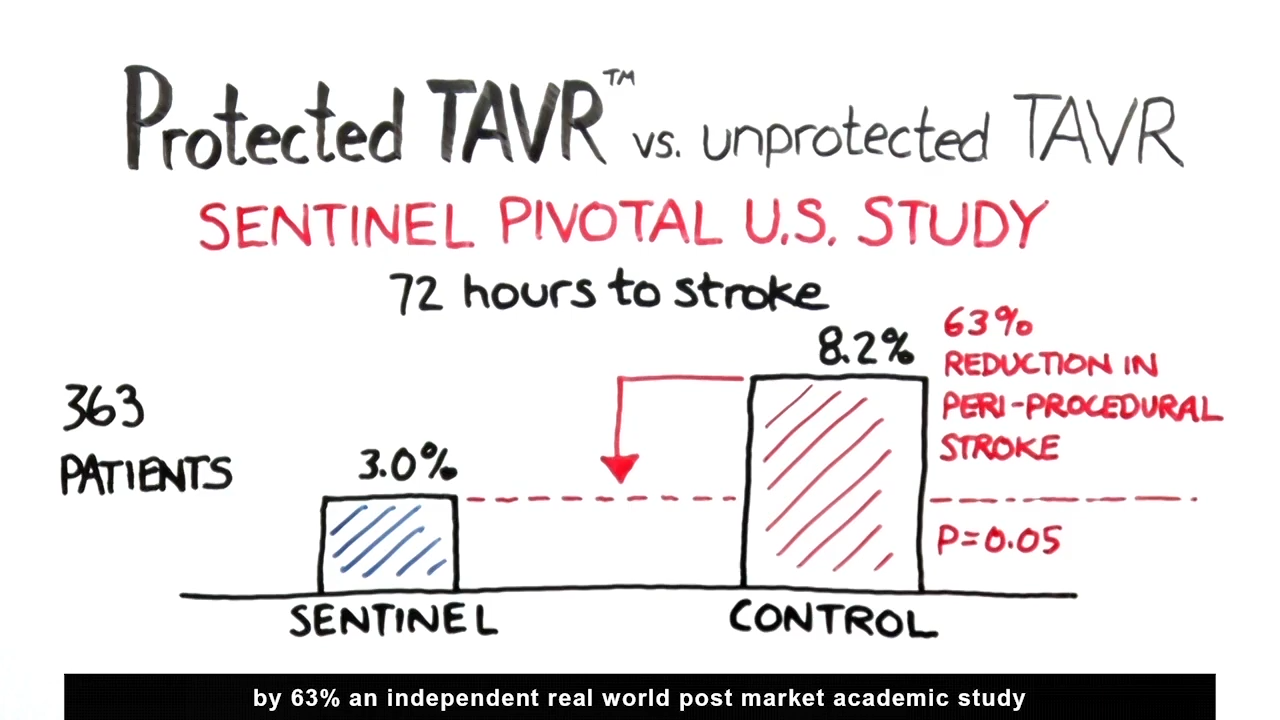 Protected TAVR™ vs. unprotected TAVR
SENTINEL PIVOTAL U.S. STUDY
72 hours to stroke
363
PATIENTS
3.0%
8.2%
63%
REDUCTION IN
PERI-PROCEDURAL
STROKE
P=0.05
SENTINEL
CONTROL
by 63% an independent real world post market academic study